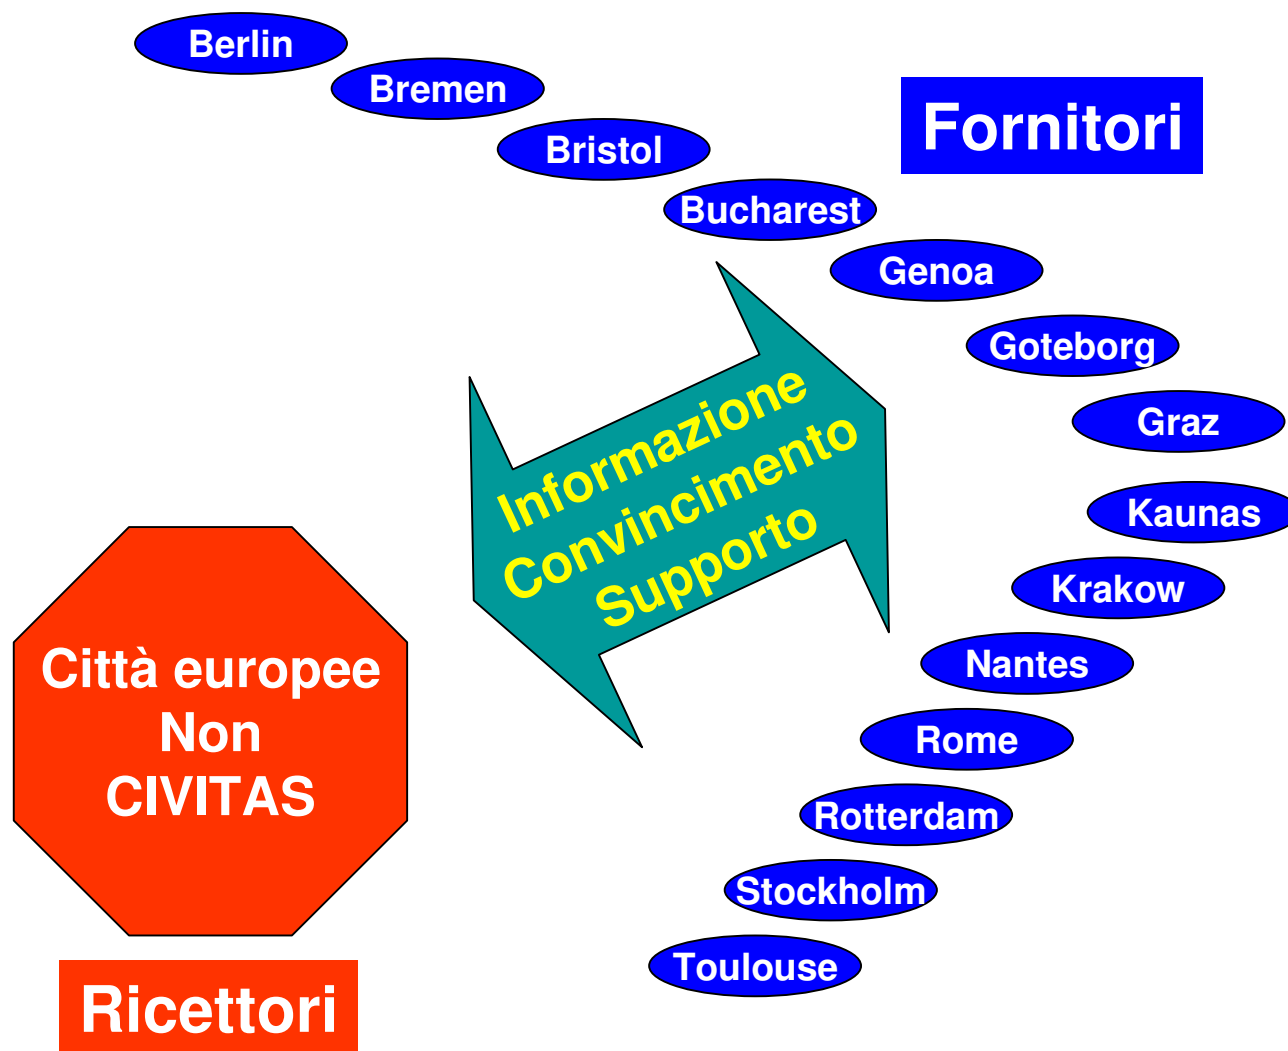 Berlin
Bremen
Fornitori
Bristol
Bucharest
Genoa
Goteborg
Graz
Informazione
Convincimento
Supporto
Kaunas
Krakow
Città europee
Non
CIVITAS
Nantes
Rome
Rotterdam
Stockholm
Toulouse
Ricettori